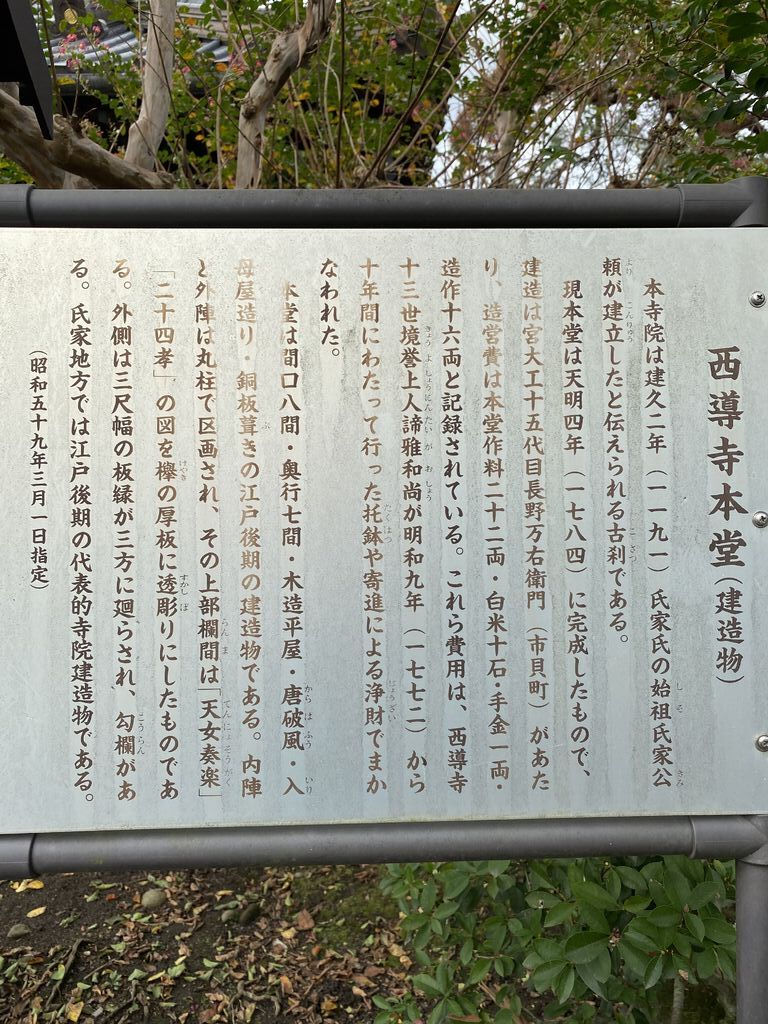 西導寺本堂（建造物）
本寺院は建久二年（一一九一）氏家氏の始祖氏家公
頼が建立したと伝えられる古刹である。
現本堂は天明四年（一七八四）に完成したもので、
建造は宮大工十五代目長野万右衛門（市貝町）があた
り、造営費は本堂作料二十二両・白米十石・手金一両・
造作十六両と記録されている。これら費用は、西導寺
十三世境誉上人諦雅和尚が明和九年（一七七二）から
十年間にわたって行った托鉢や寄進による浄財でまか
なわれた。
本堂は間口八間・奥行七間・木造平屋・唐破風・入
母屋造り・銅板葺きの江戸後期の建造物である。内陣
と外陣は丸柱で区画され、その上部欄間は「天女奏楽」
「二十四孝」の図を欅の厚板に透彫りにしたものであ
る。外側は三尺幅の板縁が三方に廻らされ、勾欄があ
る。氏家地方では江戸後期の代表的寺院建造物である。
（昭和五十九年三月一日指定）